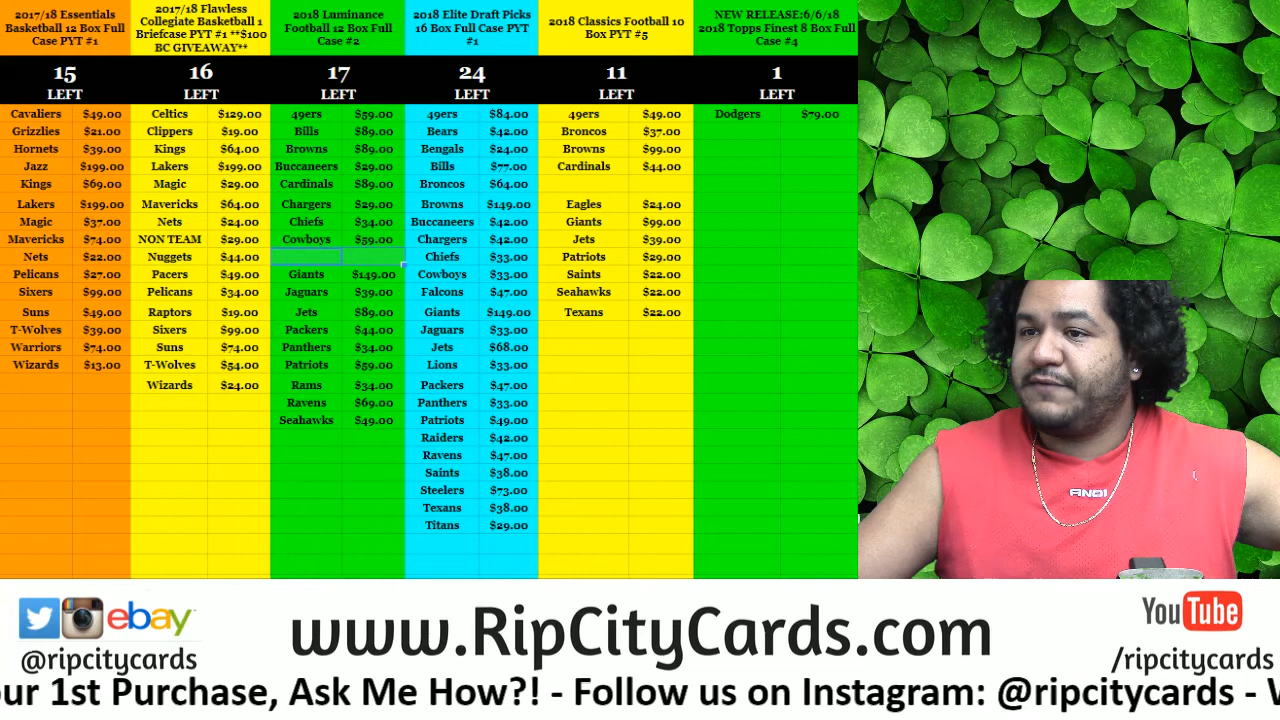 2017/18 Essentials
Basketball 12 Box Full
Case PYT #1
15
LEFT
Cavaliers $49.00
Grizzlies $21.00
Hornets $39.00
Jazz $199.00
Kings $69.00
Lakers $199.00
Magic $37.00
Mavericks $74.00
Nets $22.00
Pelicans $27.00
Sixers $99.00
Suns $49.00
T-Wolves $39.00
Warriors $74.00
Wizards $13.00
2017/18 Flawless
Collegiate Basketball 1
Briefcase PYT #1 **$100
BC GIVEAWAY**
16
LEFT
Celtics $129.00
Clippers $19.00
Kings $64.00
Lakers $199.00
Magic $29.00
Mavericks $64.00
Nets $24.00
NON TEAM $29.00
Nuggets $44.00
Pacers $49.00
Pelicans $34.00
Raptors $19.00
Sixers $99.00
Suns $74.00
T-Wolves $54.00
Wizards $24.00
2018 Luminance
Football 12 Box Full
Case #2
17
LEFT
49ers $59.00
Bills $89.00
Browns $89.00
Buccaneers $29.00
Cardinals $89.00
Chargers $29.00
Chiefs $34.00
Cowboys $59.00
Giants $149.00
Jaguars $39.00
Jets $89.00
Packers $44.00
Panthers $34.00
Patriots $59.00
Rams $34.00
Ravens $69.00
Seahawks $49.00
2018 Elite Draft Picks
16 Box Full Case PYT
#1
24
LEFT
49ers $84.00
Bears $42.00
Bengals $24.00
Bills $77.00
Broncos $64.00
Browns $149.00
Buccaneers $42.00
Chargers $42.00
Chiefs $33.00
Cowboys $33.00
Falcons $47.00
Giants $149.00
Jaguars $33.00
Jets $68.00
Lions $33.00
Packers $47.00
Panthers $33.00
Patriots $49.00
Raiders $42.00
Ravens $47.00
Saints $38.00
Steelers $73.00
Texans $38.00
Titans $29.00
2018 Classics Football 10
Box PYT #5
11
LEFT
49ers $49.00
Broncos $37.00
Browns $99.00
Cardinals $44.00
Eagles $24.00
Giants $99.00
Jets $39.00
Patriots $29.00
Saints $22.00
Seahawks $22.00
Texans $22.00
NEW RELEASE:6/6/18
2018 Topps Finest 8 Box Full
Case #4
1
LEFT
Dodgers $79.00
AND1
ebay
@ripcitycards
www.RipCityCards.com
YouTube
/ripcitycards
our 1st Purchase, Ask Me How?! - Follow us on Instagram: @ripcitycards -